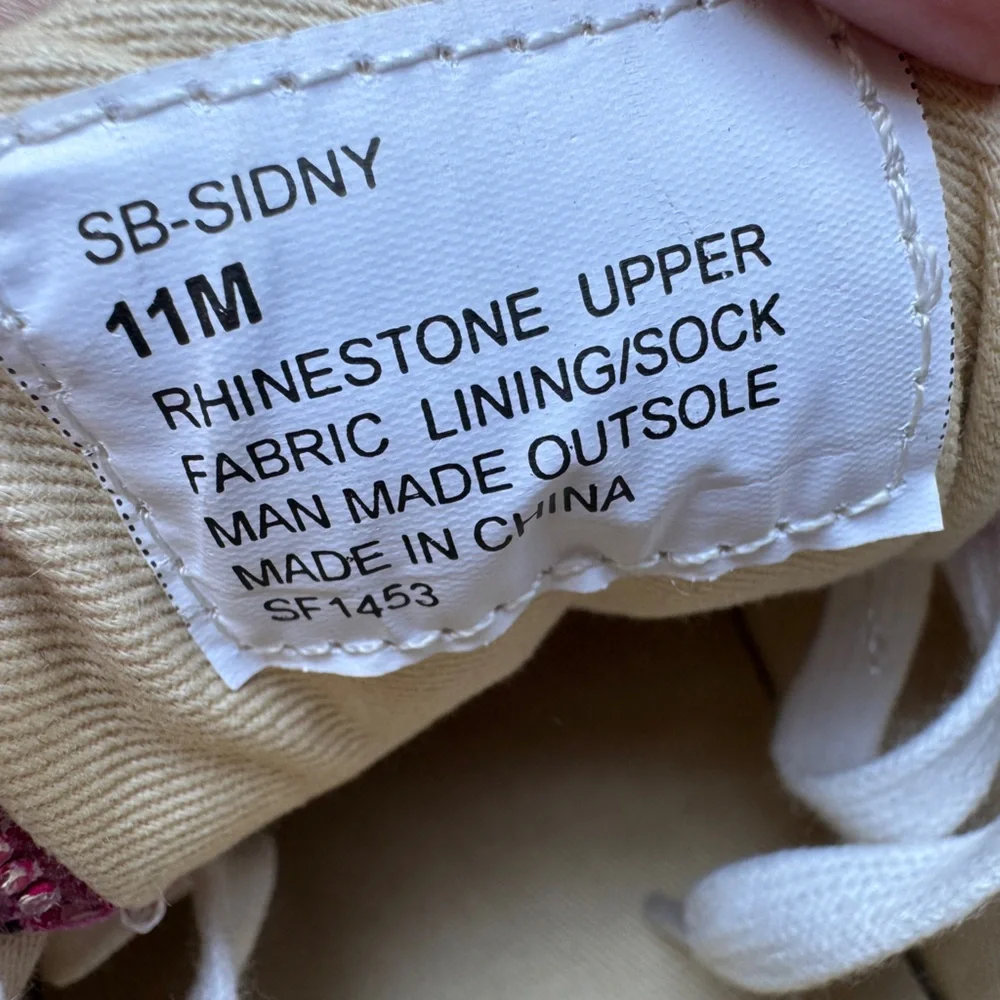 SB-SIDNY
11M
RHINESTONE UPPER
FABRIC LINING/SOCK
MAN MADE OUTSOLE
MADE IN CHINA
SF1453